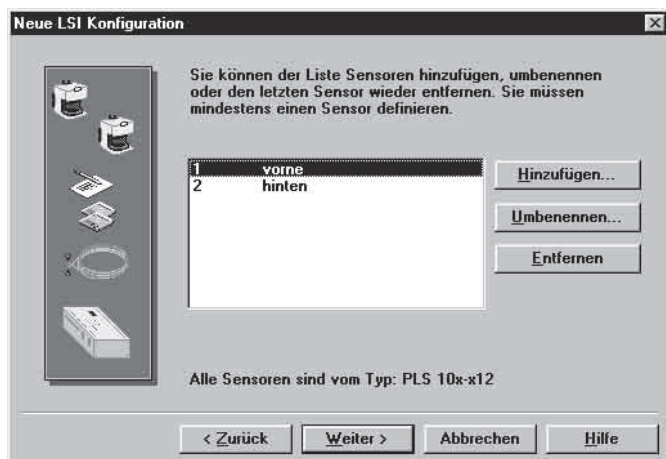 Neue LSI Konfiguration
Sie können der Liste Sensoren hinzufügen, umbenennen
oder den letzten Sensor wieder entfernen. Sie müssen
mindestens einen Sensor definieren.
1 vorne
2 hinten
Hinzufügen...
Umbenennen...
Entfernen
Alle Sensoren sind vom Typ: PLS 10x-x12
< Zurück
Weiter >
Abbrechen
Hilfe